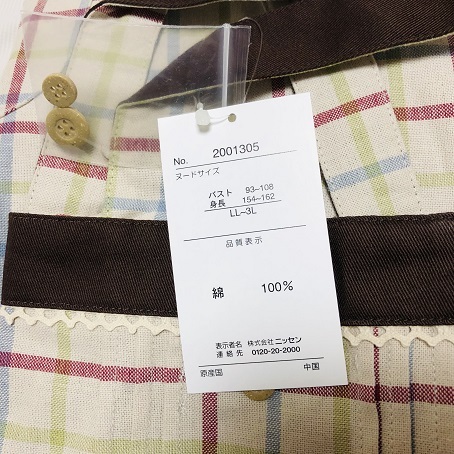 No. 2001305
ヌードサイズ
バスト 93~108
身長 154~162
LL~3L
品質表示
綿 100%
表示者名 株式会社ニッセン
連絡先 0120-20-2000
原産国 中国